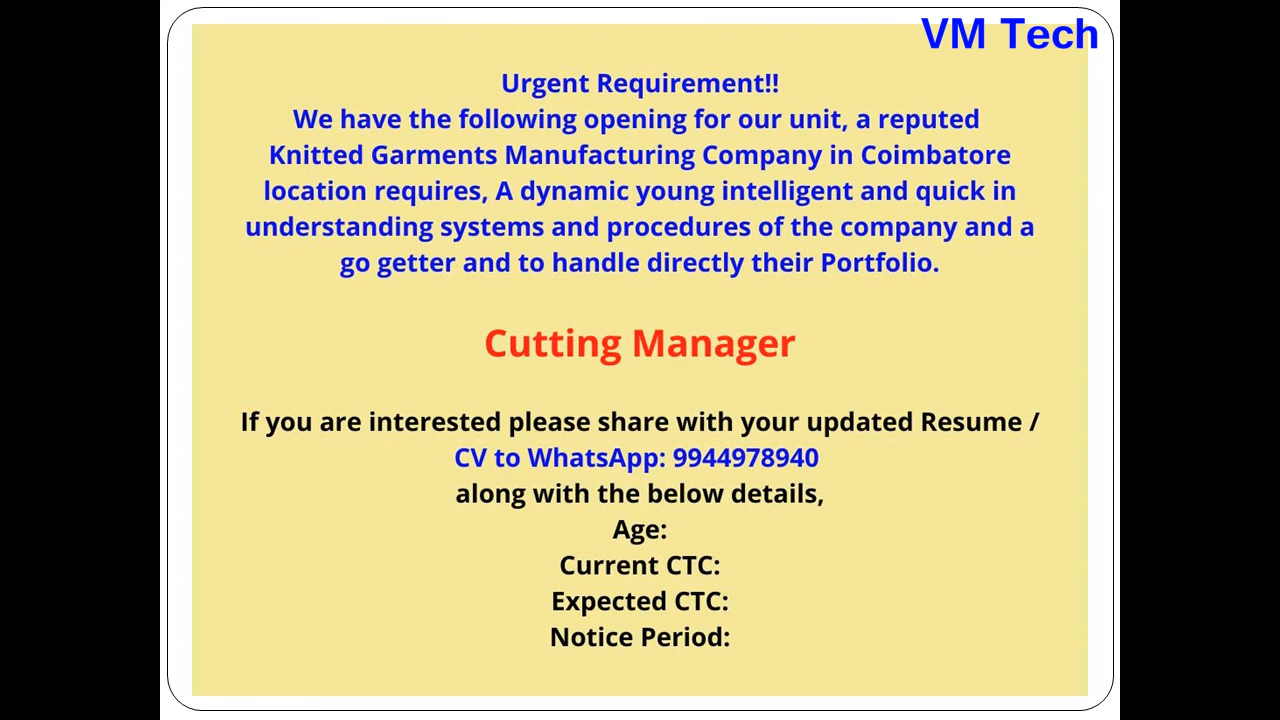 VM Tech
Urgent Requirement!!
We have the following opening for our unit, a reputed
Knitted Garments Manufacturing Company in Coimbatore
location requires, A dynamic young intelligent and quick in
understanding systems and procedures of the company and a
go getter and to handle directly their Portfolio.
Cutting Manager
If you are interested please share with your updated Resume /
CV to WhatsApp: 9944978940
along with the below details,
Age:
Current CTC:
Expected CTC:
Notice Period: